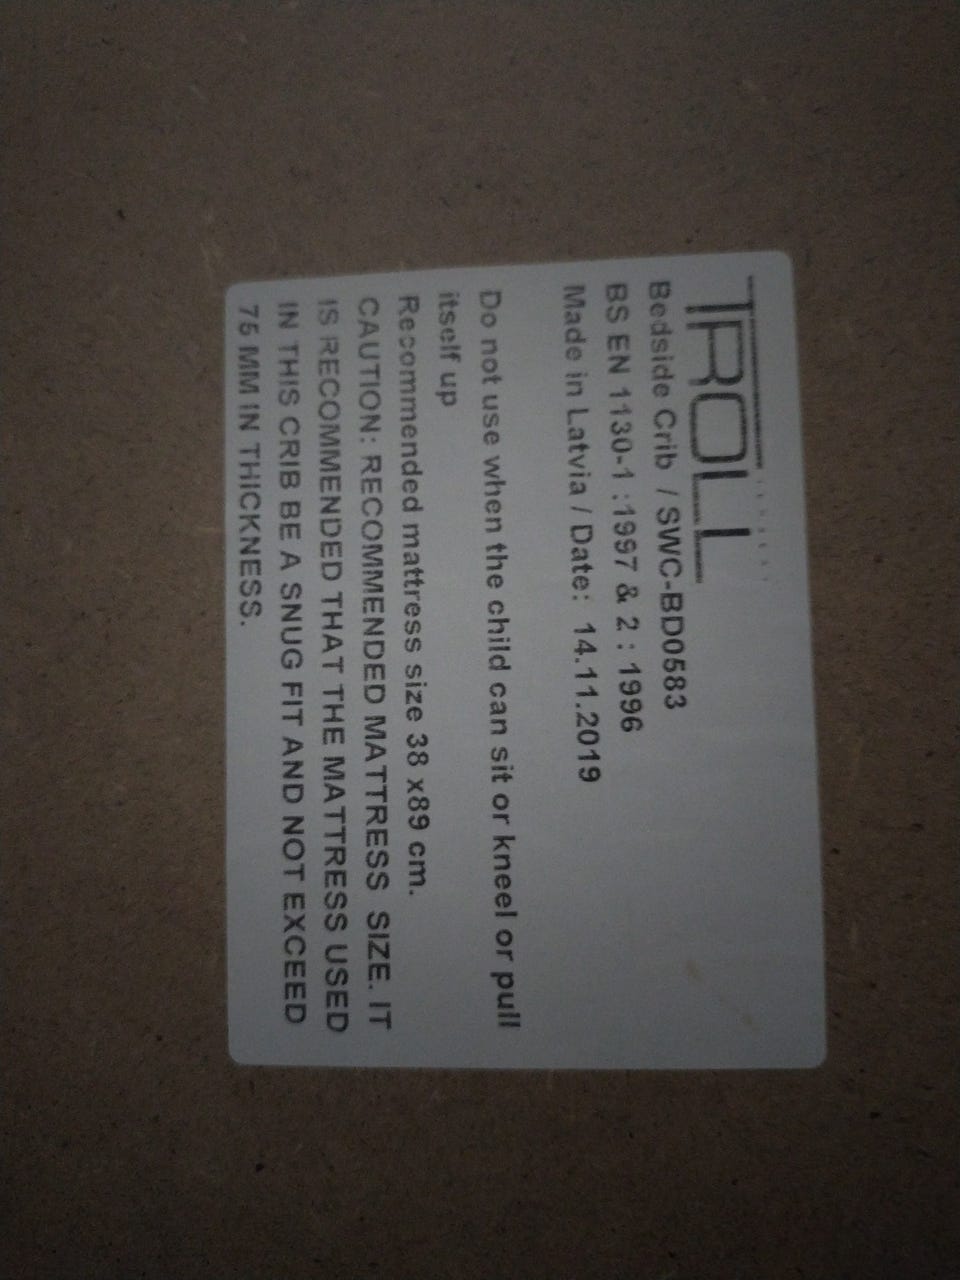 TROLL
Bedside Crib / SWC-BD0583
BS EN 1130-1 :1997 & 2 : 1996
Made in Latvia / Date: 14.11.2019
Do not use when the child can sit or kneel or pull
itself up
Recommended mattress size 38 x89 cm.
CAUTION: RECOMMENDED MATTRESS SIZE. IT
IS RECOMMENDED THAT THE MATTRESS USED
IN THIS CRIB BE A SNUG FIT AND NOT EXCEED
75 MM IN THICKNESS.